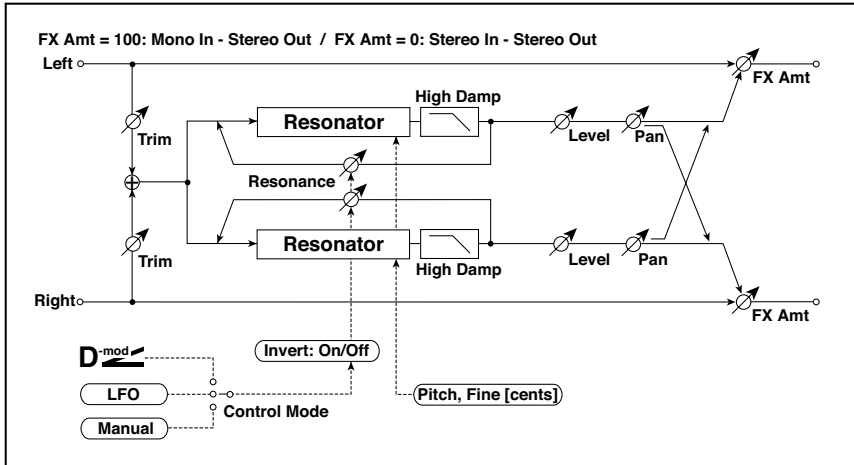 FX Amt = 100: Mono In - Stereo Out / FX Amt = 0: Stereo In - Stereo Out
Left
FX Amt
High Damp
Resonator
Trim
Level
Pan
Resonance
Resonator
Trim
High Damp
Level
Pan
Right
FX Amt
D-mod
Invert: On/Off
LFO
Control Mode
Pitch, Fine [cents]
Manual